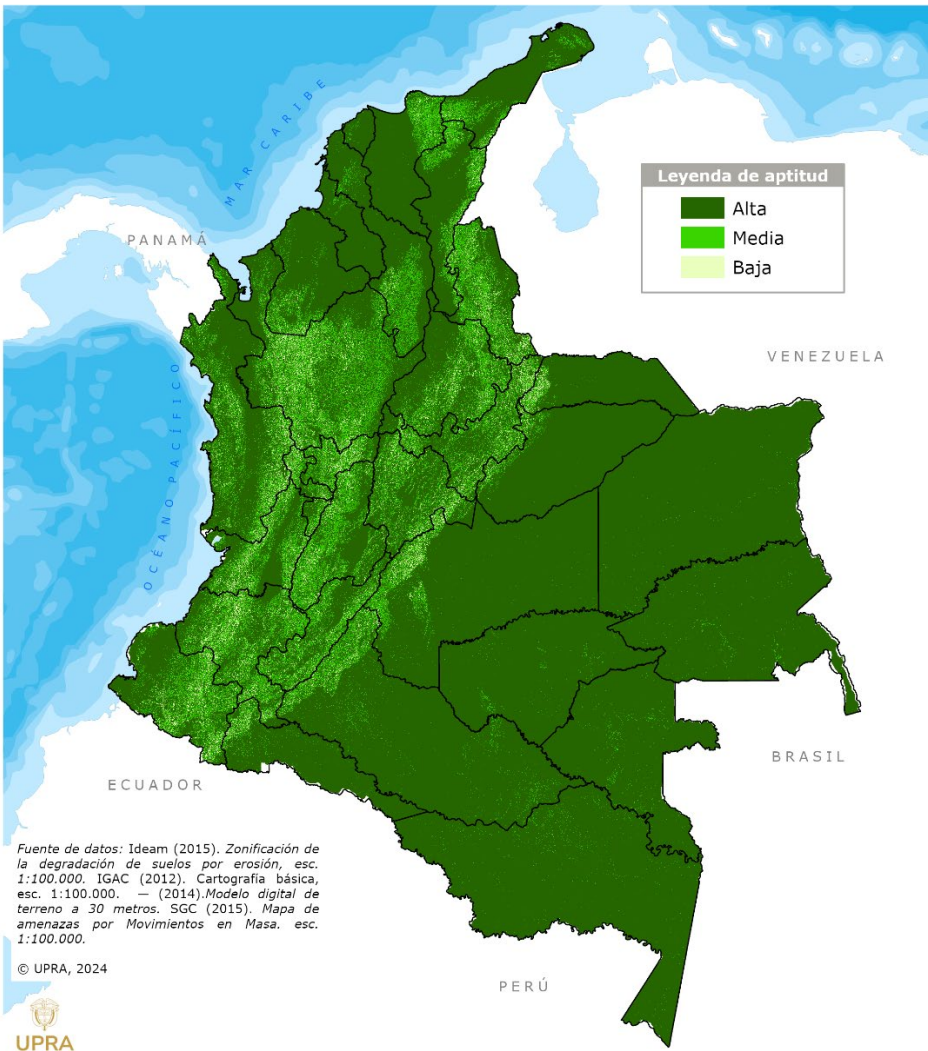 MAR CARIBE
PANAMÁ
Leyenda de aptitud
Alta
Media
Baja
VENEZUELA
OCÉANO PACÍFICO
BRASIL
ECUADOR
Fuente de datos: Ideam (2015). Zonificación de
la degradación de suelos por erosión, esc.
1:100.000. IGAC (2012). Cartografía básica,
esc. 1:100.000. — (2014).Modelo digital de
terreno a 30 metros. SGC (2015). Mapa de
amenazas por Movimientos en Masa. esc.
1:100.000.
© UPRA, 2024
PERÚ
UPRA